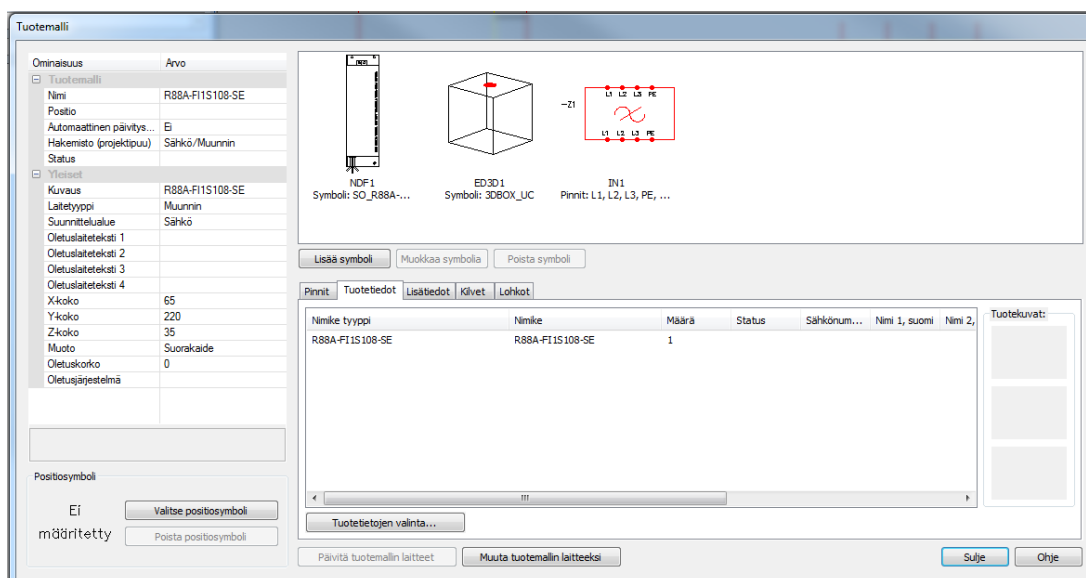 Tuotemalli
Ominaisuus Arvo
Tuotemalli
Nimi R88A-FI1S108-SE
Positio
Automaattinen päivitys... Ei
Hakemisto (projektipuu) Sähkö/Muunnin
Status
Yleiset
Kuvaus R88A-FI1S108-SE
Laitetyyppi Muunnin
Suunnittelualue Sähkö
Oletuslaiteteksti 1
Oletuslaiteteksti 2
Oletuslaiteteksti 3
Oletuslaiteteksti 4
X-koko 65
Y-koko 220
Z-koko 35
Muoto Suorakaide
Oletuskorko 0
Oletusjärjestelmä
Positiosymboli
Ei
määritetty
Valitse positiosymboli
Poista positiosymboli
NDF1
Symboli: SO_R88A-...
ED3D1
Symboli: 3DBOX_UC
-Z1
L1 L2 L3 PE
L1 L2 L3 PE
IN1
Pinnit: L1, L2, L3, PE, ...
Lisää symboli Muokkaa symbolia Poista symboli
Pinnit Tuotetiedot Lisätiedot Kilvet Lohkot
Nimike tyyppi Nimike Määrä Status Sähkönum... Nimi 1, suomi Nimi 2,
R88A-FI1S108-SE R88A-FI1S108-SE 1
Tuotekuvat:
Tuotetietojen valinta...
Päivitä tuotemallin laitteet Muuta tuotemallin laitteeksi Sulje Ohje